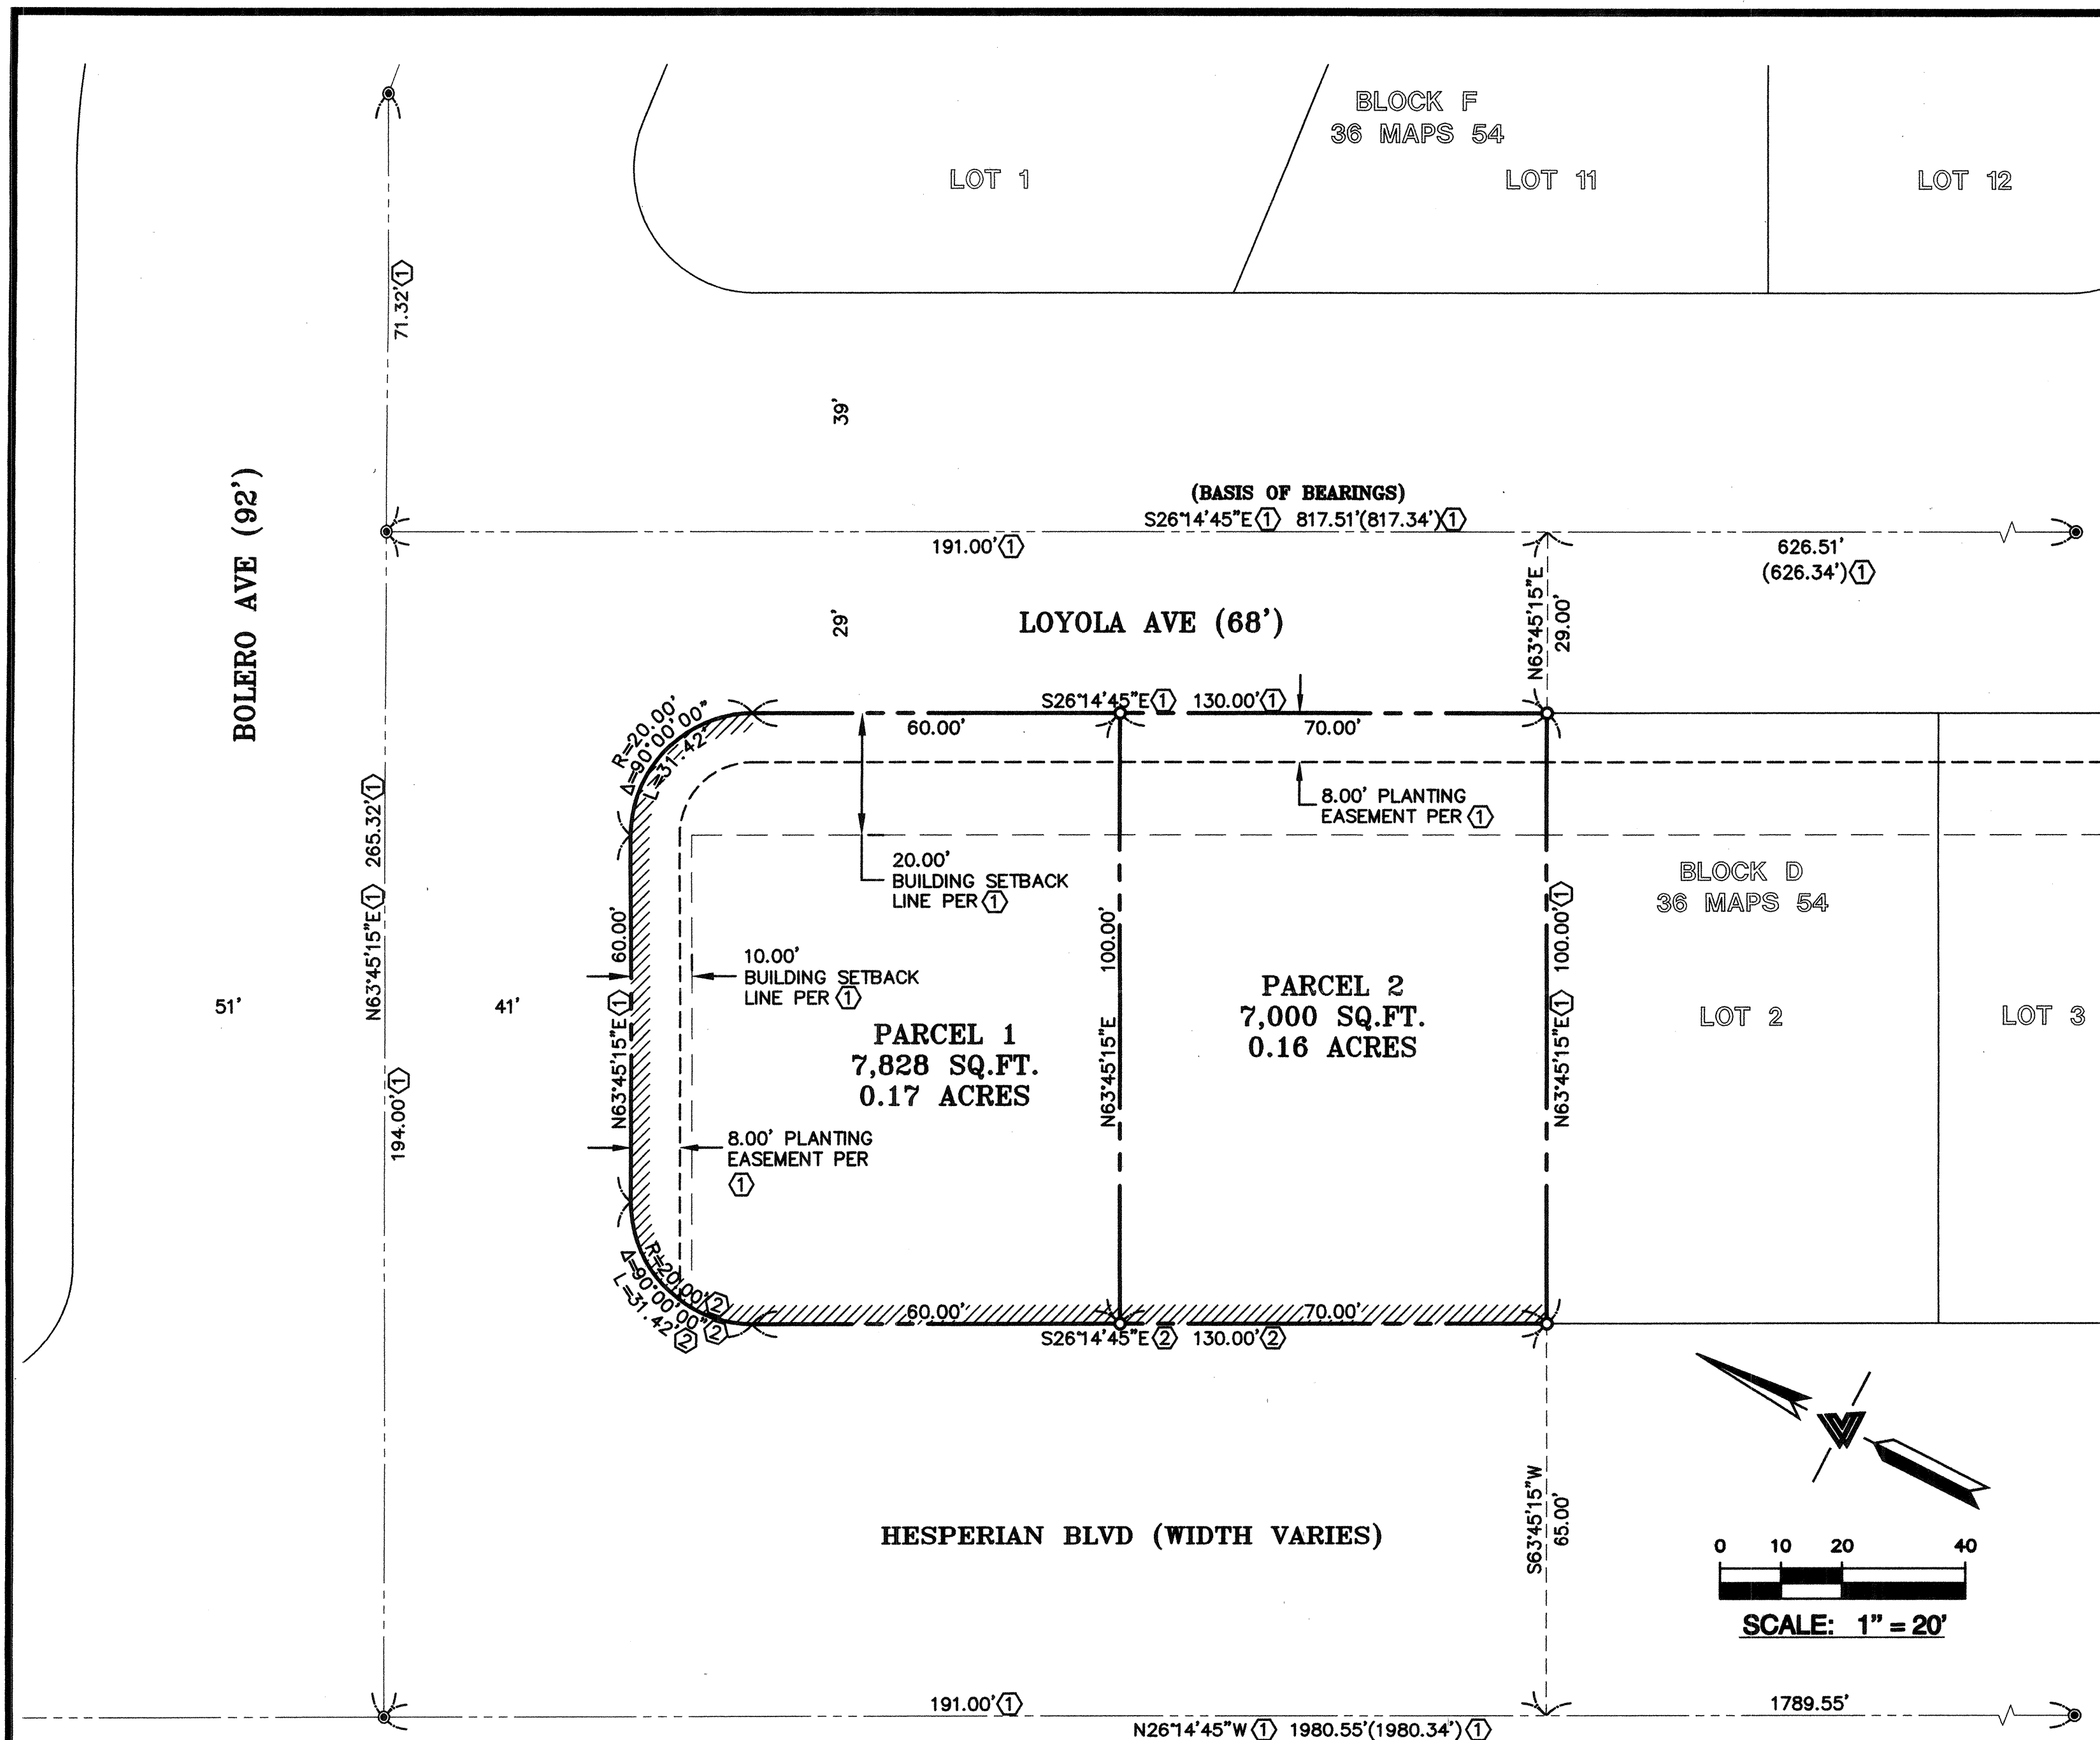 BLOCK F
36 MAPS 54
LOT 1
LOT 11
LOT 12
71.32' 1
39'
BOLERO AVE (92')
(BASIS OF BEARINGS)
S26°14'45"E 1 817.51'(817.34') 1
191.00' 1
626.51'
(626.34') 1
29'
LOYOLA AVE (68')
N63°45'15"E
29.00'
R=20.00'
Δ=90°00'00"
L=31.42'
S26°14'45"E 1 130.00' 1
60.00'
70.00'
8.00' PLANTING
EASEMENT PER 1
20.00'
BUILDING SETBACK
LINE PER 1
BLOCK D
36 MAPS 54
N63°45'15"E 1 265.32' 1
N63°45'15"E 1 60.00'
10.00'
BUILDING SETBACK
LINE PER 1
N63°45'15"E 100.00'
N63°45'15"E 1 100.00' 1
51'
41'
PARCEL 1
7,828 SQ.FT.
0.17 ACRES
PARCEL 2
7,000 SQ.FT.
0.16 ACRES
LOT 2
LOT 3
194.00' 1
8.00' PLANTING
EASEMENT PER
1
R=20.00' 2
Δ=90°00'00" 2
L=31.42' 2
60.00'
70.00'
S26°14'45"E 2 130.00' 2
HESPERIAN BLVD (WIDTH VARIES)
S63°45'15"W
65.00'
0 10 20 40
SCALE: 1" = 20'
191.00' 1
1789.55'
N26°14'45"W 1 1980.55'(1980.34') 1